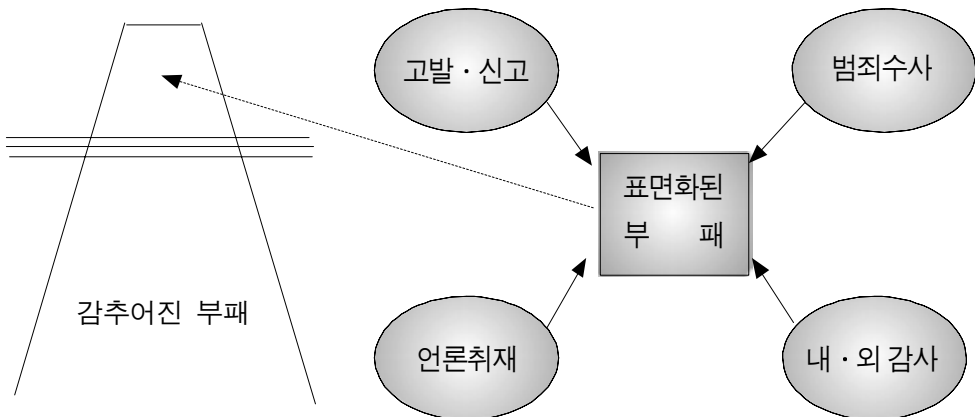 고발 · 신고
범죄수사
표면화된
부 패
감추어진 부패
언론취재
내 · 외 감사